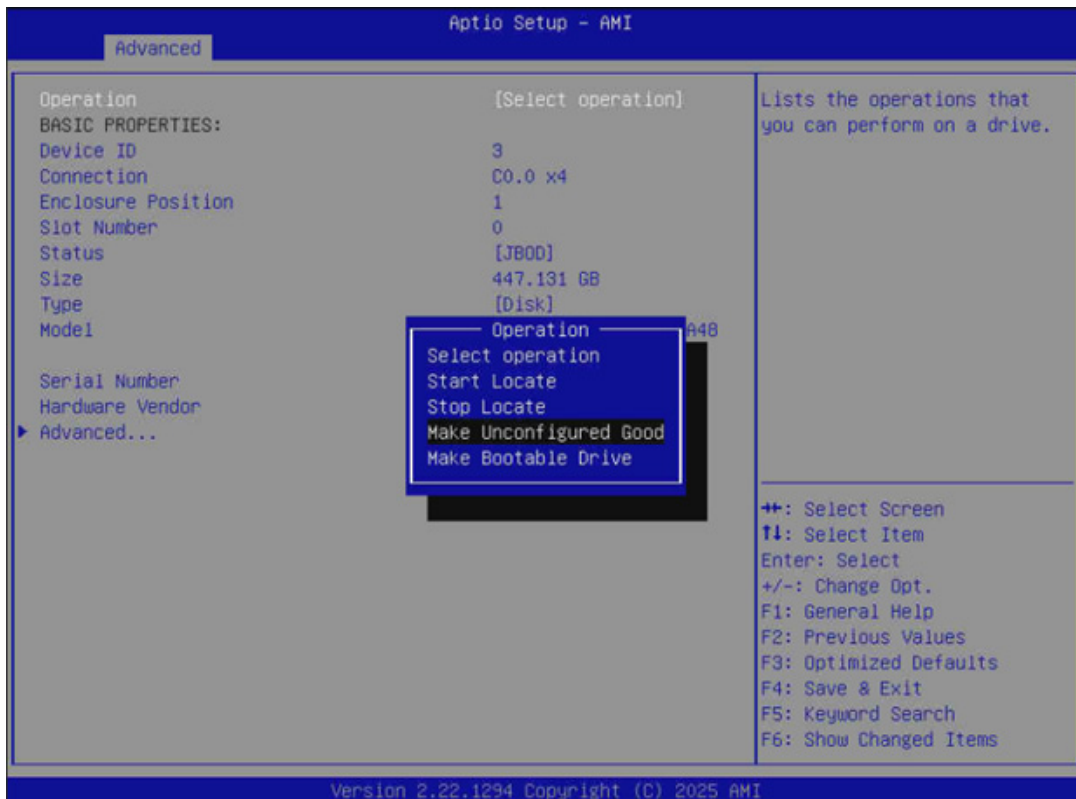 Aptio Setup - AMI
Advanced
Operation [Select operation]
BASIC PROPERTIES:
Device ID 3
Connection C0.0 x4
Enclosure Position 1
Slot Number 0
Status [JBOD]
Size 447.131 GB
Type [Disk]
Model A48
Serial Number
Hardware Vendor
Advanced...
Operation
Select operation
Start Locate
Stop Locate
Make Unconfigured Good
Make Bootable Drive
Lists the operations that
you can perform on a drive.
→←: Select Screen
↑↓: Select Item
Enter: Select
+/-: Change Opt.
F1: General Help
F2: Previous Values
F3: Optimized Defaults
F4: Save & Exit
F5: Keyword Search
F6: Show Changed Items
Version 2.22.1294 Copyright (C) 2025 AMI